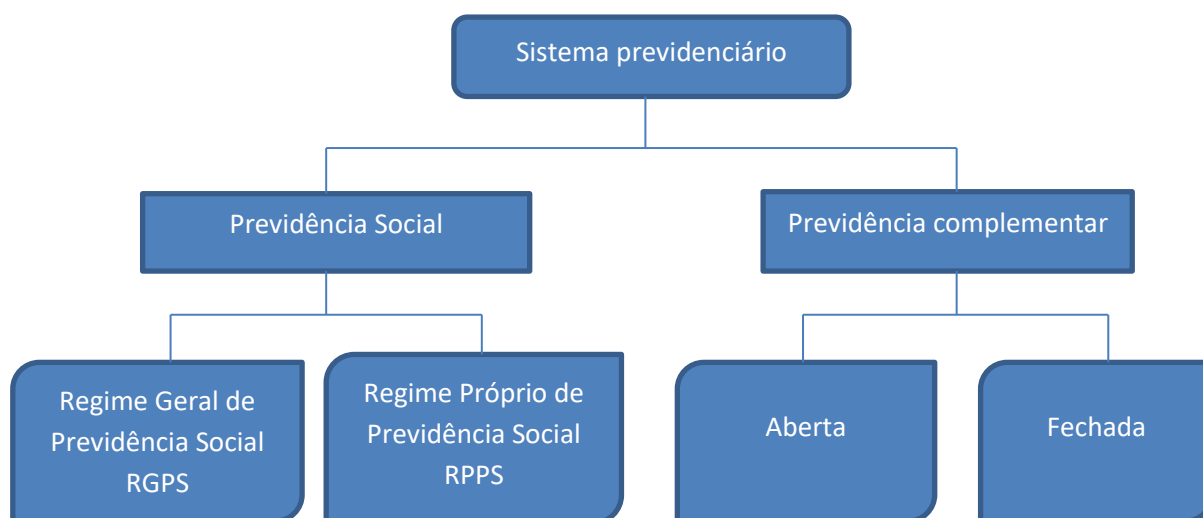 Sistema previdenciário
Previdência Social
Previdência complementar
Regime Geral de
Previdência Social
RGPS
Regime Próprio de
Previdência Social
RPPS
Aberta
Fechada